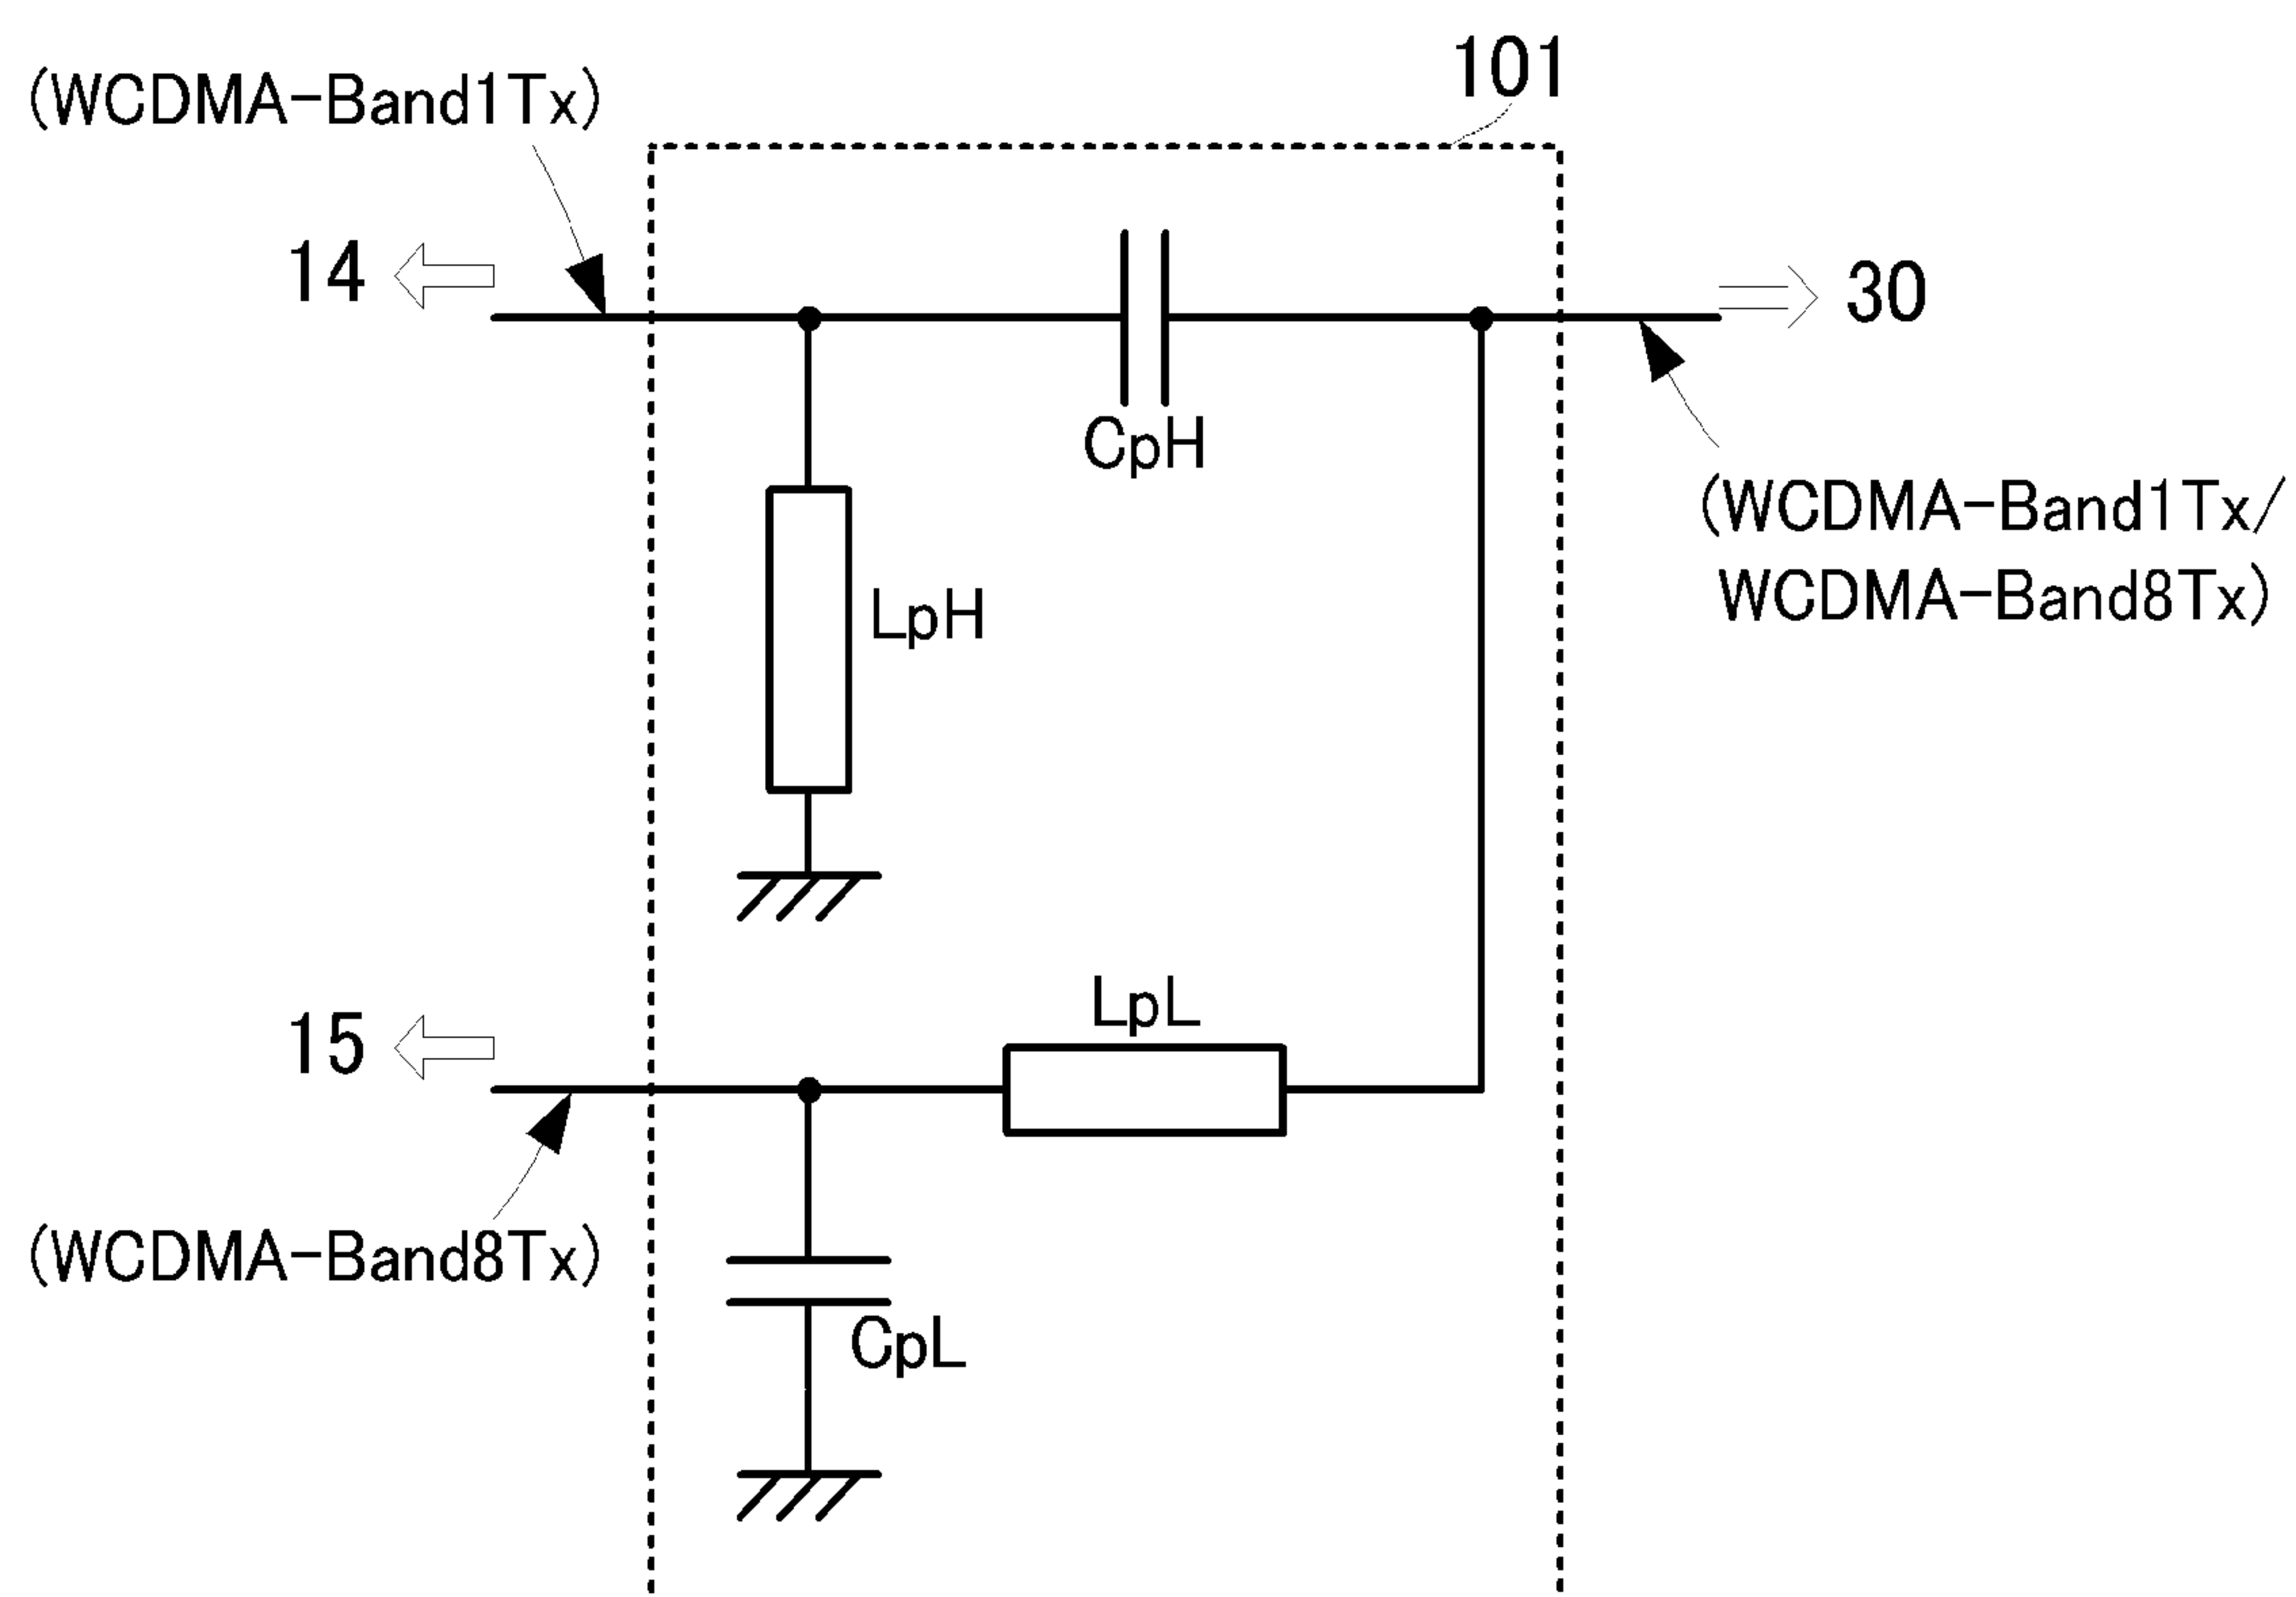 101
(WCDMA-Band1Tx)
14
30
CpH
(WCDMA-Band1Tx/
WCDMA-Band8Tx)
LpH
LpL
15
(WCDMA-Band8Tx)
CpL